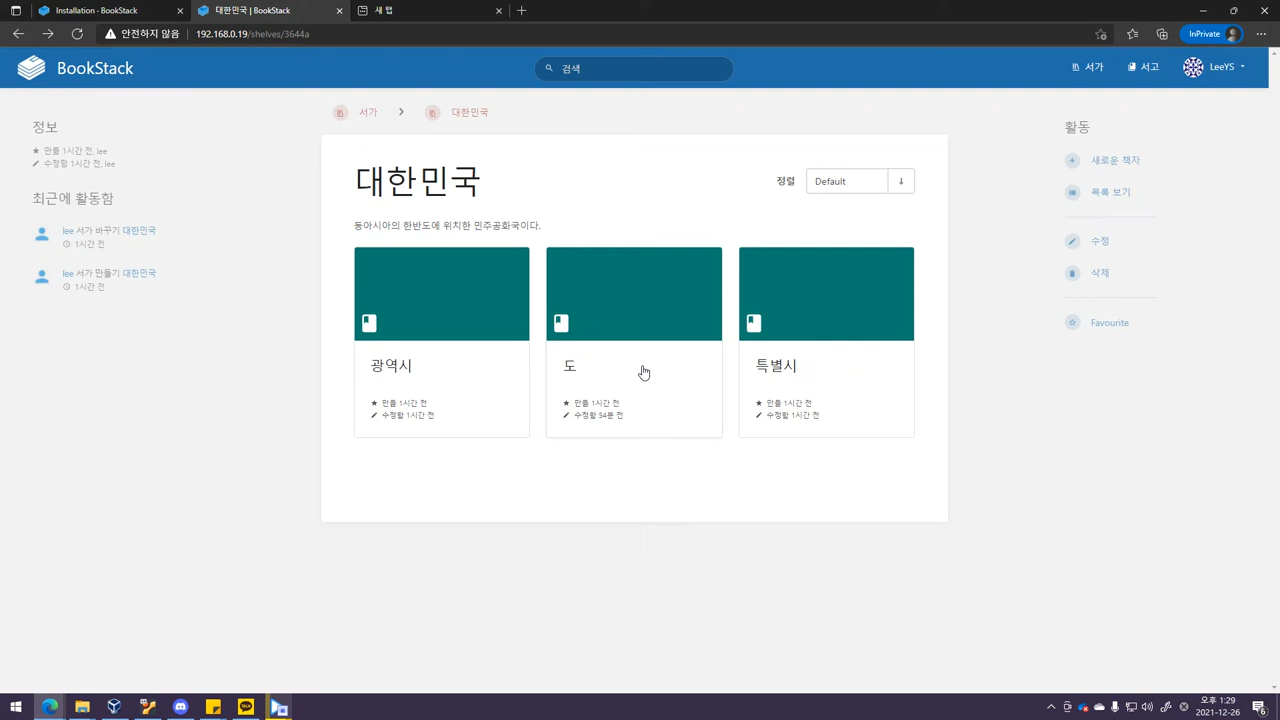 Installation · BookStack
대한민국 | BookStack
새 탭
안전하지 않음
192.168.0.19/shelves/3644a
InPrivate
BookStack
검색
서가
서고
LeeYS
서가
대한민국
정보
만듦 1시간 전, lee
수정함 1시간 전, lee
최근에 활동함
lee 서가 바꾸기 대한민국
1시간 전
lee 서가 만들기 대한민국
1시간 전
대한민국
정렬
Default
동아시아의 한반도에 위치한 민주공화국이다.
광역시
만듦 1시간 전
수정함 1시간 전
도
만듦 1시간 전
수정함 54분 전
특별시
만듦 1시간 전
수정함 1시간 전
활동
새로운 책자
목록 보기
수정
삭제
Favourite
TALK
오후 1:29
2021-12-26
6